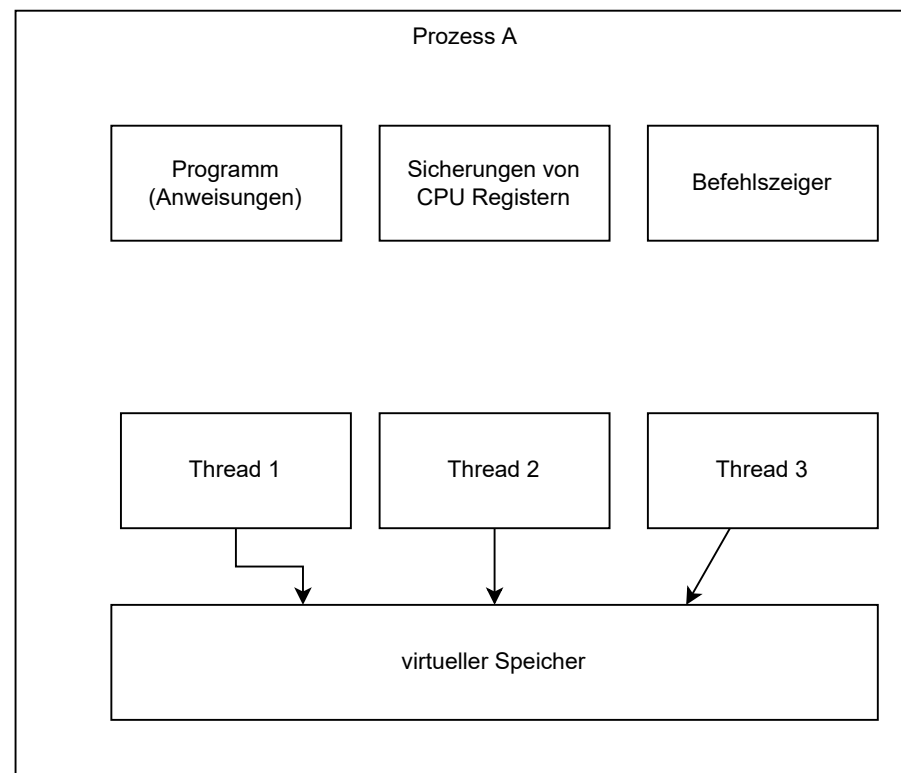 Prozess A
Programm
(Anweisungen)
Sicherungen von
CPU Registern
Befehlszeiger
Thread 1
Thread 2
Thread 3
virtueller Speicher